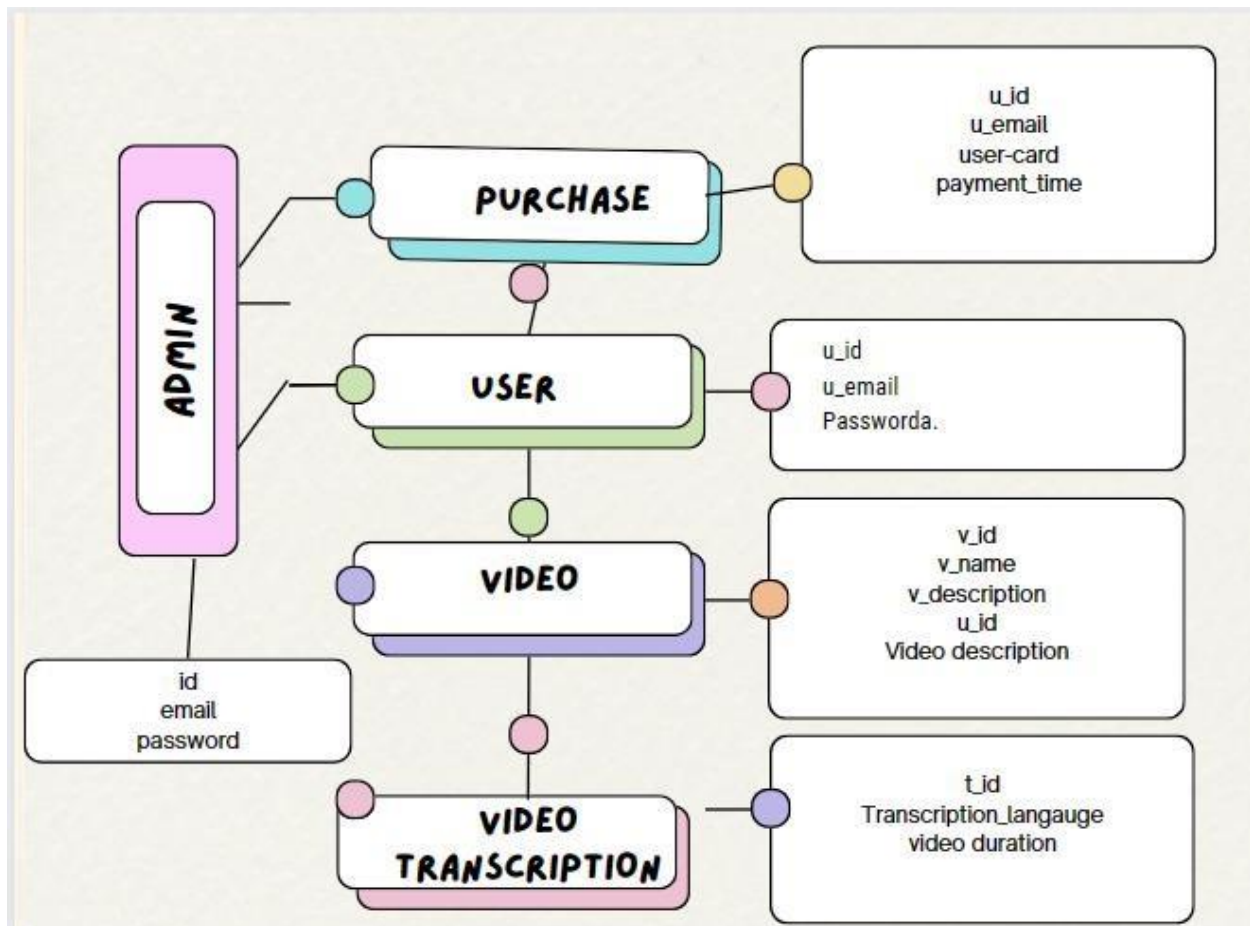 PURCHASE
u_id
u_email
user-card
payment_time
ADMIN
USER
u_id
u_email
Passworda.
VIDEO
v_id
v_name
v_description
u_id
Video description
id
email
password
VIDEO
TRANSCRIPTION
t_id
Transcription_langauge
video duration